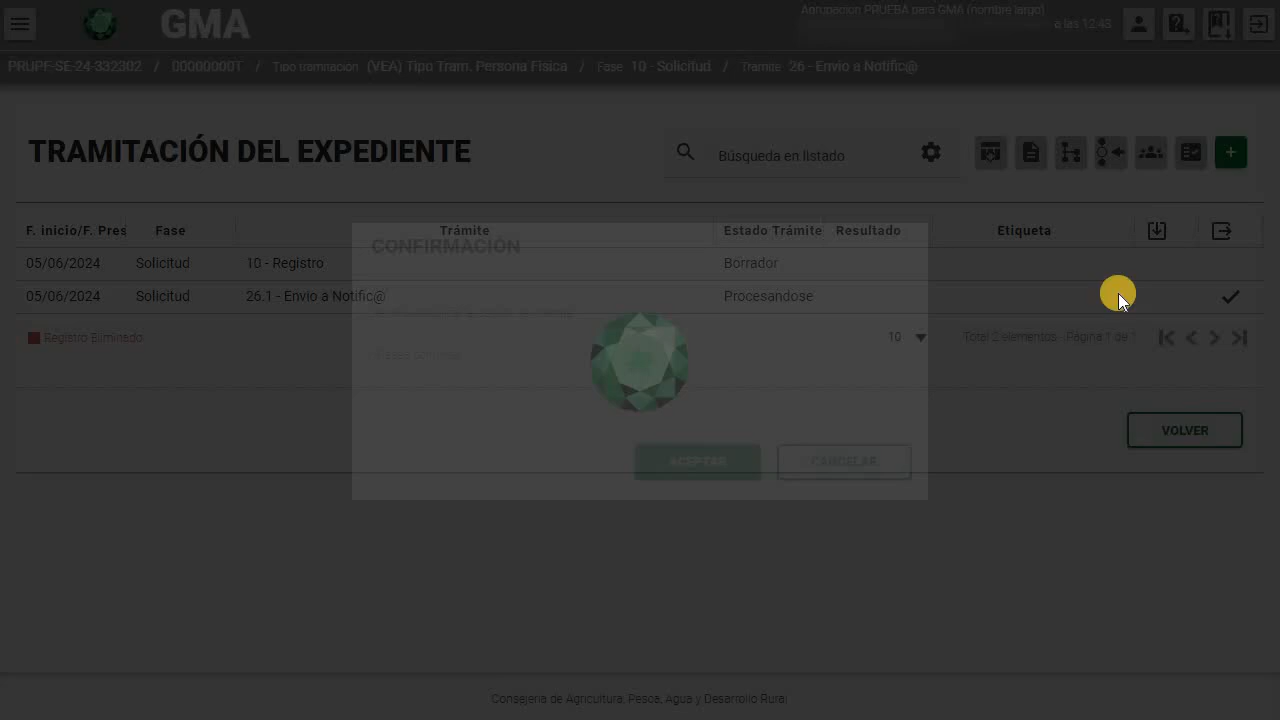 GMA
Agrupación PRUEBA para GMA (nombre largo)
a las 12:43
PRUPF-SE-24-332302 / 00000000T / Tipo tramitación (VEA) Tipo Tram. Persona Física / Fase 10 - Solicitud / Trámite 26 - Envio a Notific@
TRAMITACIÓN DEL EXPEDIENTE
Búsqueda en listado
F. inicio/F. Pres Fase Trámite Estado Trámite Resultado Etiqueta
CONFIRMACIÓN
05/06/2024 Solicitud 10 - Registro Borrador
05/06/2024 Solicitud 26.1 - Envio a Notific@ Procesandose
Registro Eliminado 10 Total 2 elementos - Página 1 de 1
VOLVER
ACEPTAR CANCELAR
Consejería de Agricultura, Pesca, Agua y Desarrollo Rural